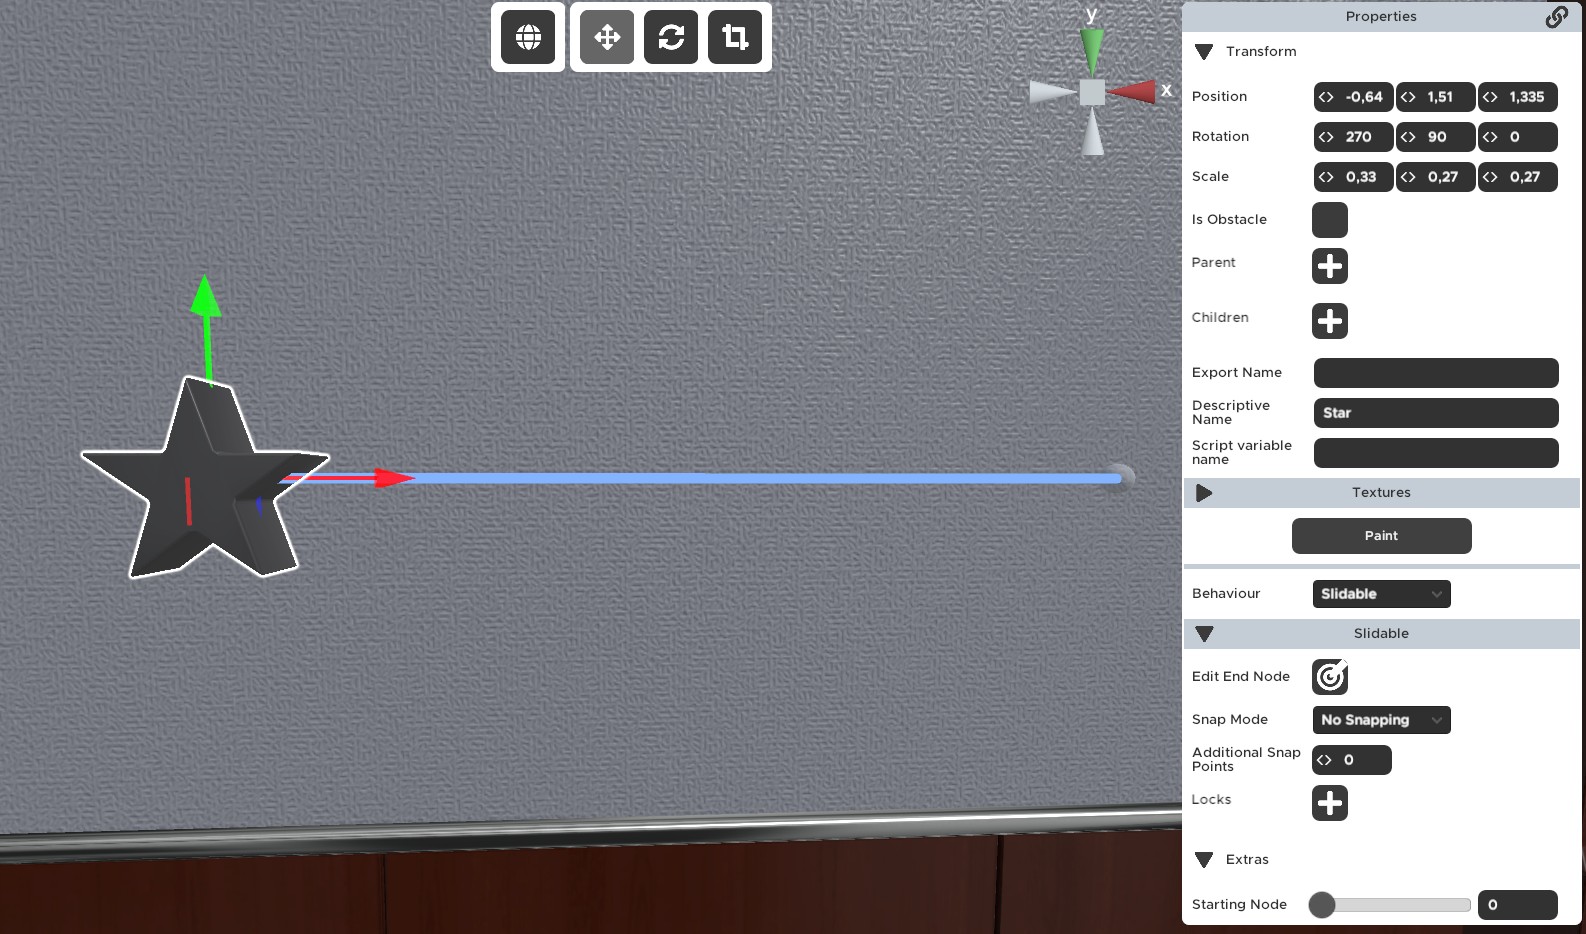 y
x
Properties
Transform
Position -0,64 1,51 1,335
Rotation 270 90 0
Scale 0,33 0,27 0,27
Is Obstacle
Parent
Children
Export Name
Descriptive
Name
Star
Script variable
name
Textures
Paint
Behaviour Slidable
Slidable
Edit End Node
Snap Mode No Snapping
Additional Snap
Points
0
Locks
Extras
Starting Node 0